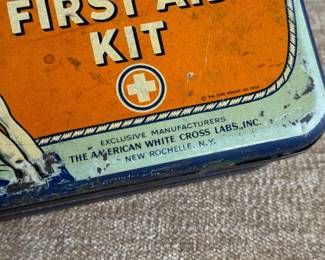 FIRST AID
KIT
EXCLUSIVE MANUFACTURERS
THE AMERICAN WHITE CROSS LABS., INC.
NEW ROCHELLE, N.Y.